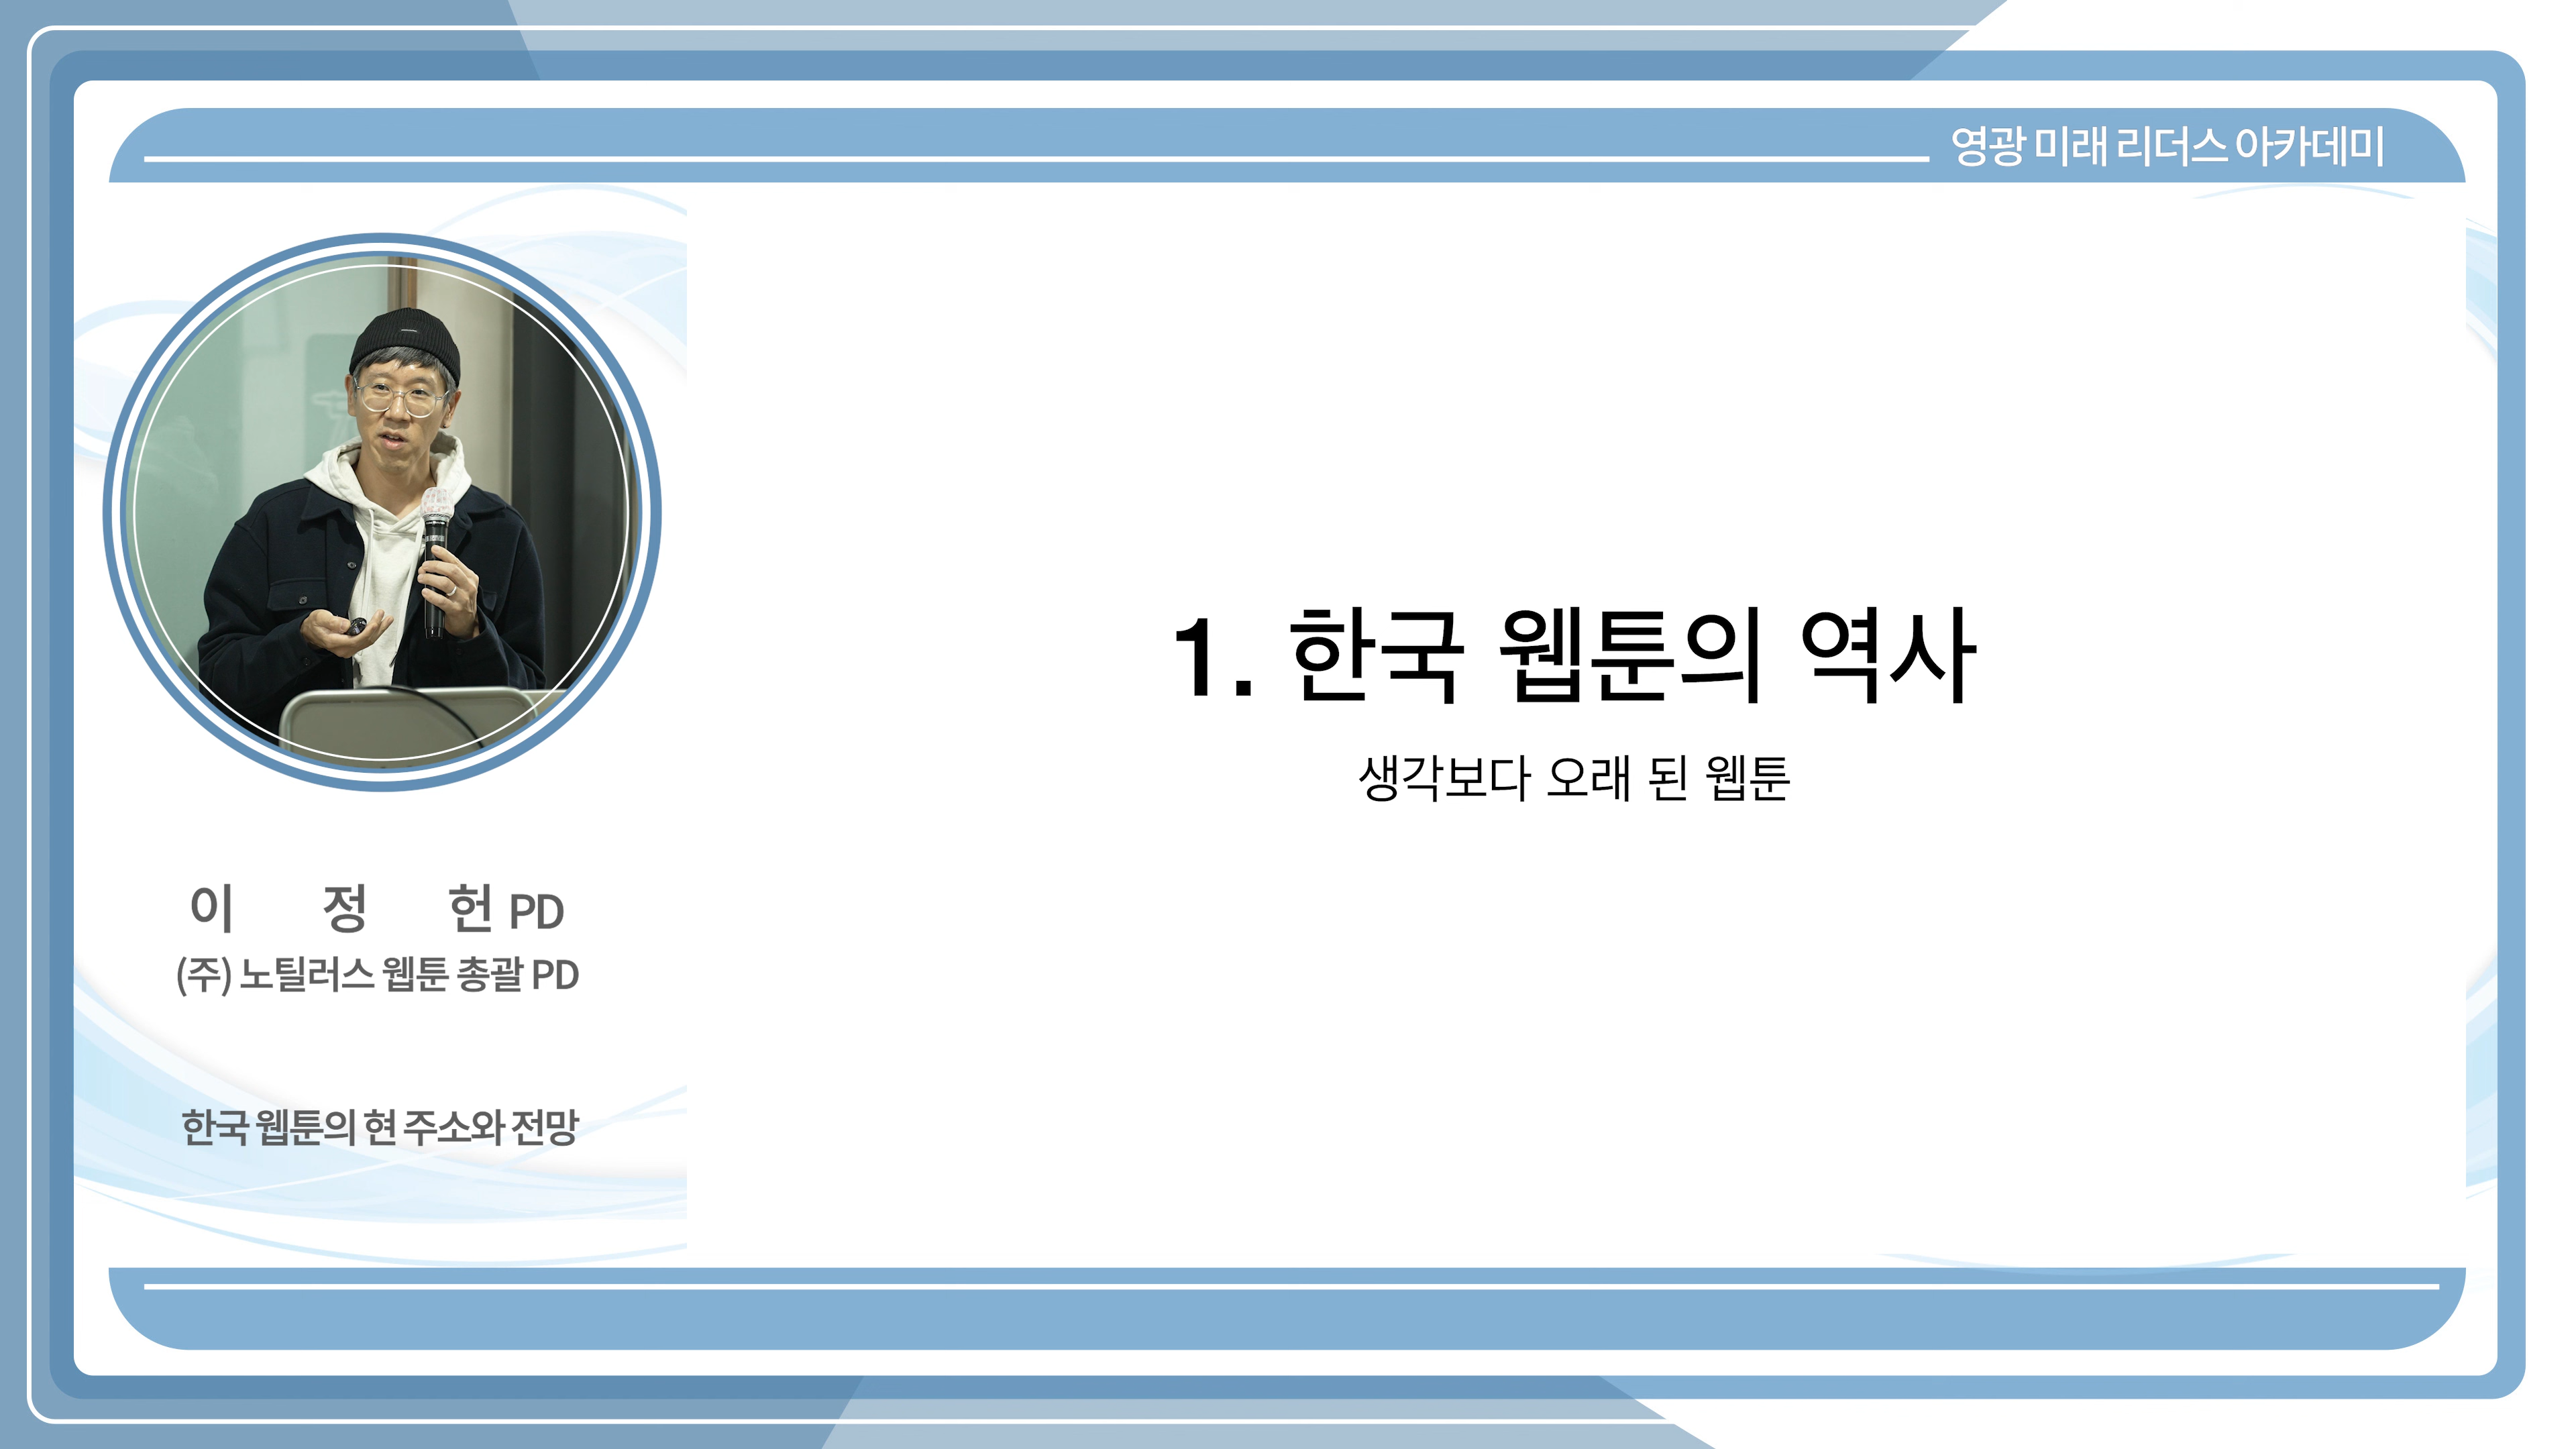 영광 미래 리더스 아카데미
이 정 헌 PD
(주) 노틸러스 웹툰 총괄 PD
한국 웹툰의 현 주소와 전망
1. 한국 웹툰의 역사
생각보다 오래 된 웹툰